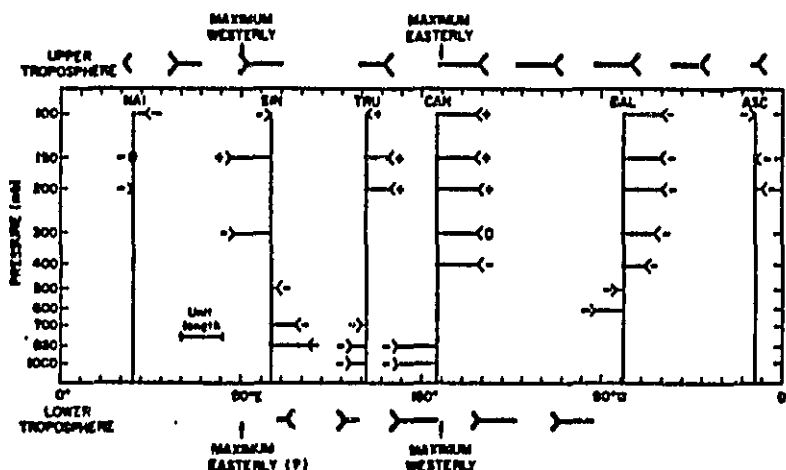 MAXIMUM MAXIMUM
WESTERLY EASTERLY
UPPER
TROPOSPHERE
NAI SIN TRU CAN BAL ASC
100
150
200
300
400
500
600
700
850
1000
PRESSURE (mb)
Unit
length
0° 90°E 180° 90°W 0
LOWER
TROPOSPHERE
MAXIMUM MAXIMUM
EASTERLY (?) WESTERLY